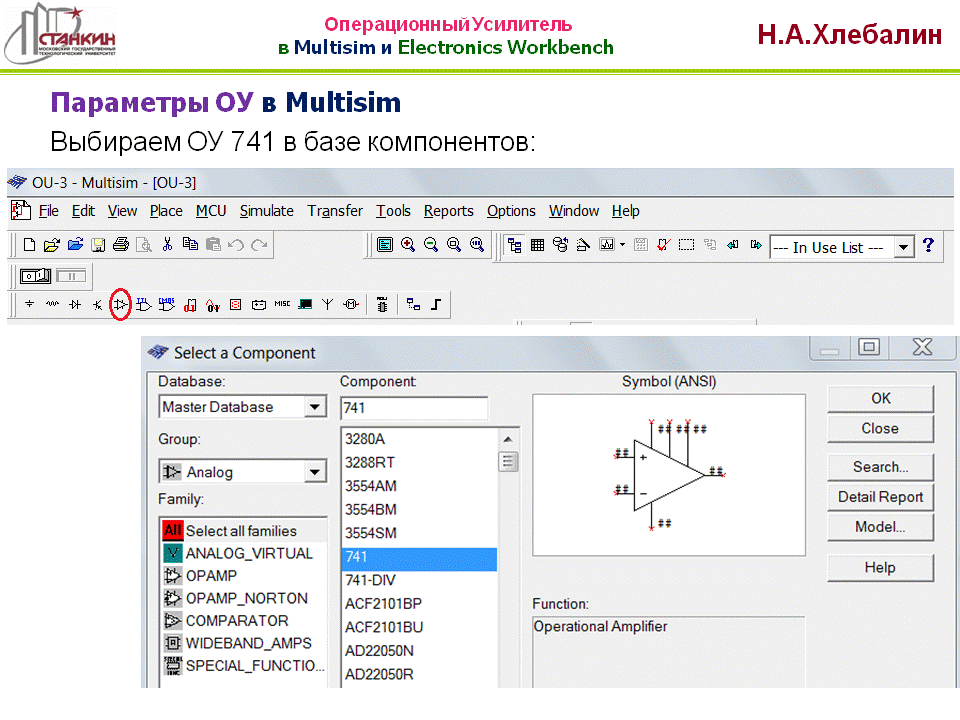 СТАНКИН
МОСКОВСКИЙ ГОСУДАРСТВЕННЫЙ
ТЕХНОЛОГИЧЕСКИЙ УНИВЕРСИТЕТ
Операционный Усилитель
в Multisim и Electronics Workbench
Н.А.Хлебалин
Параметры ОУ в Multisim
Выбираем ОУ 741 в базе компонентов:
OU-3 - Multisim - [OU-3]
File Edit View Place MCU Simulate Transfer Tools Reports Options Window Help
--- In Use List --- ?
MISC
Select a Component
Database:
Master Database
Group:
Analog
Family:
All Select all families
ANALOG_VIRTUAL
OPAMP
OPAMP_NORTON
COMPARATOR
WIDEBAND_AMPS
SPECIAL_FUNCTIO...
Component:
741
3280A
3288RT
3554AM
3554BM
3554SM
741
741-DIV
ACF2101BP
ACF2101BU
AD22050N
AD22050R
Symbol (ANSI)
## ## ## ##
## +
##
## −
##
Function:
Operational Amplifier
OK
Close
Search...
Detail Report
Model...
Help